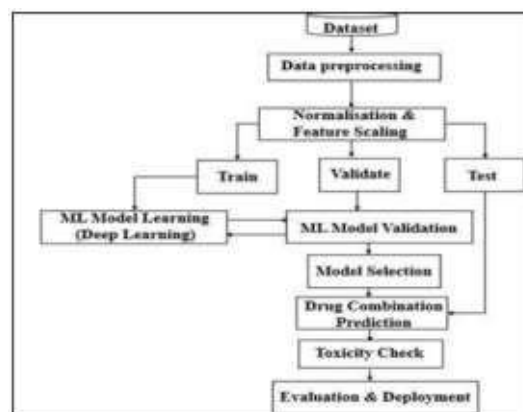 Dataset
Data preprocessing
Normalisation &
Feature Scaling
Train
Validate
Test
ML Model Learning
(Deep Learning)
ML Model Validation
Model Selection
Drug Combination
Prediction
Toxicity Check
Evaluation & Deployment